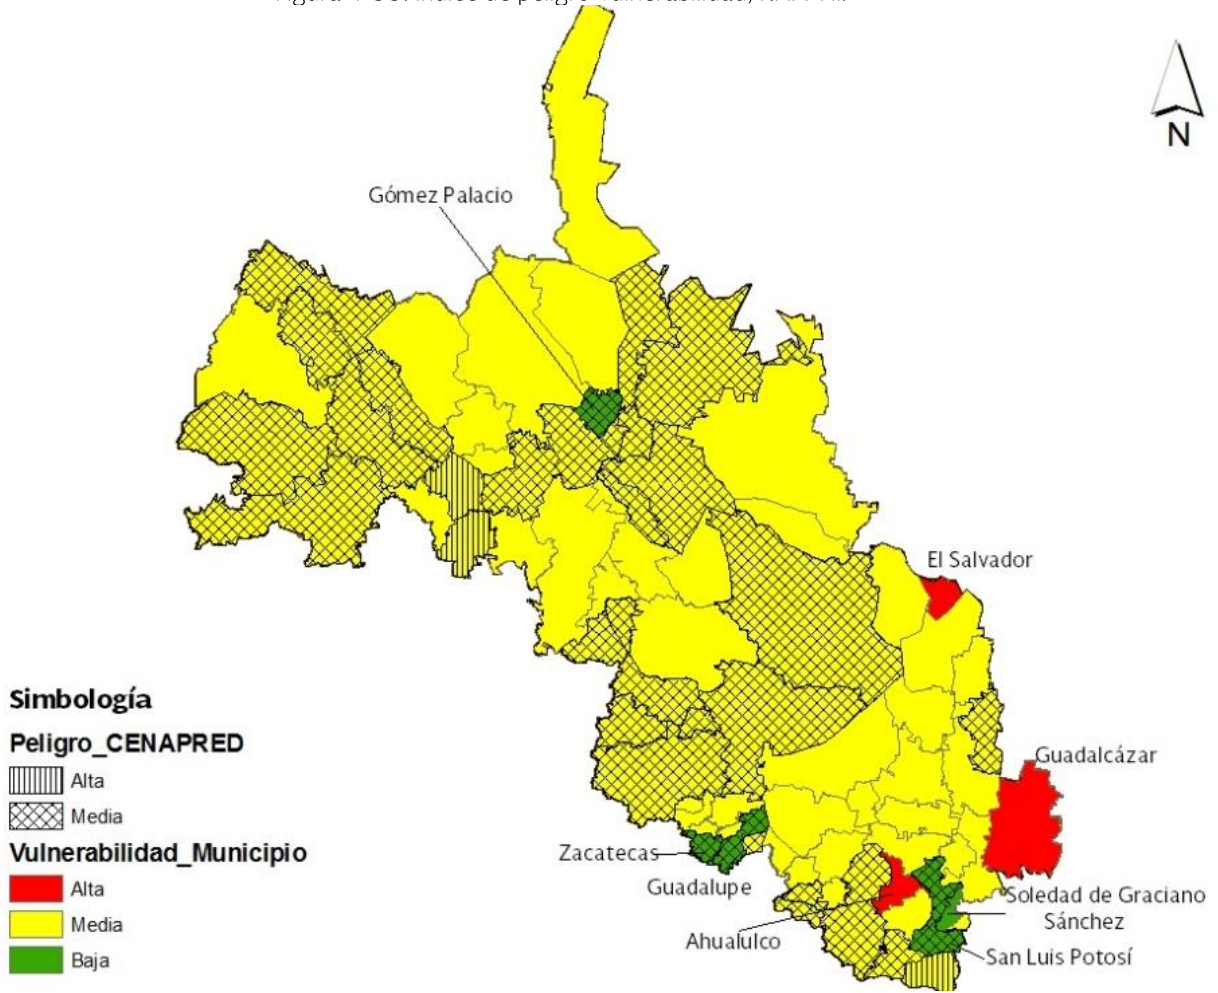 Gómez Palacio
N
El Salvador
Guadalcázar
Zacatecas
Guadalupe
Ahualulco
Soledad de Graciano
Sánchez
San Luis Potosí
Simbología
Peligro_CENAPRED
Alta
Media
Vulnerabilidad_Municipio
Alta
Media
Baja